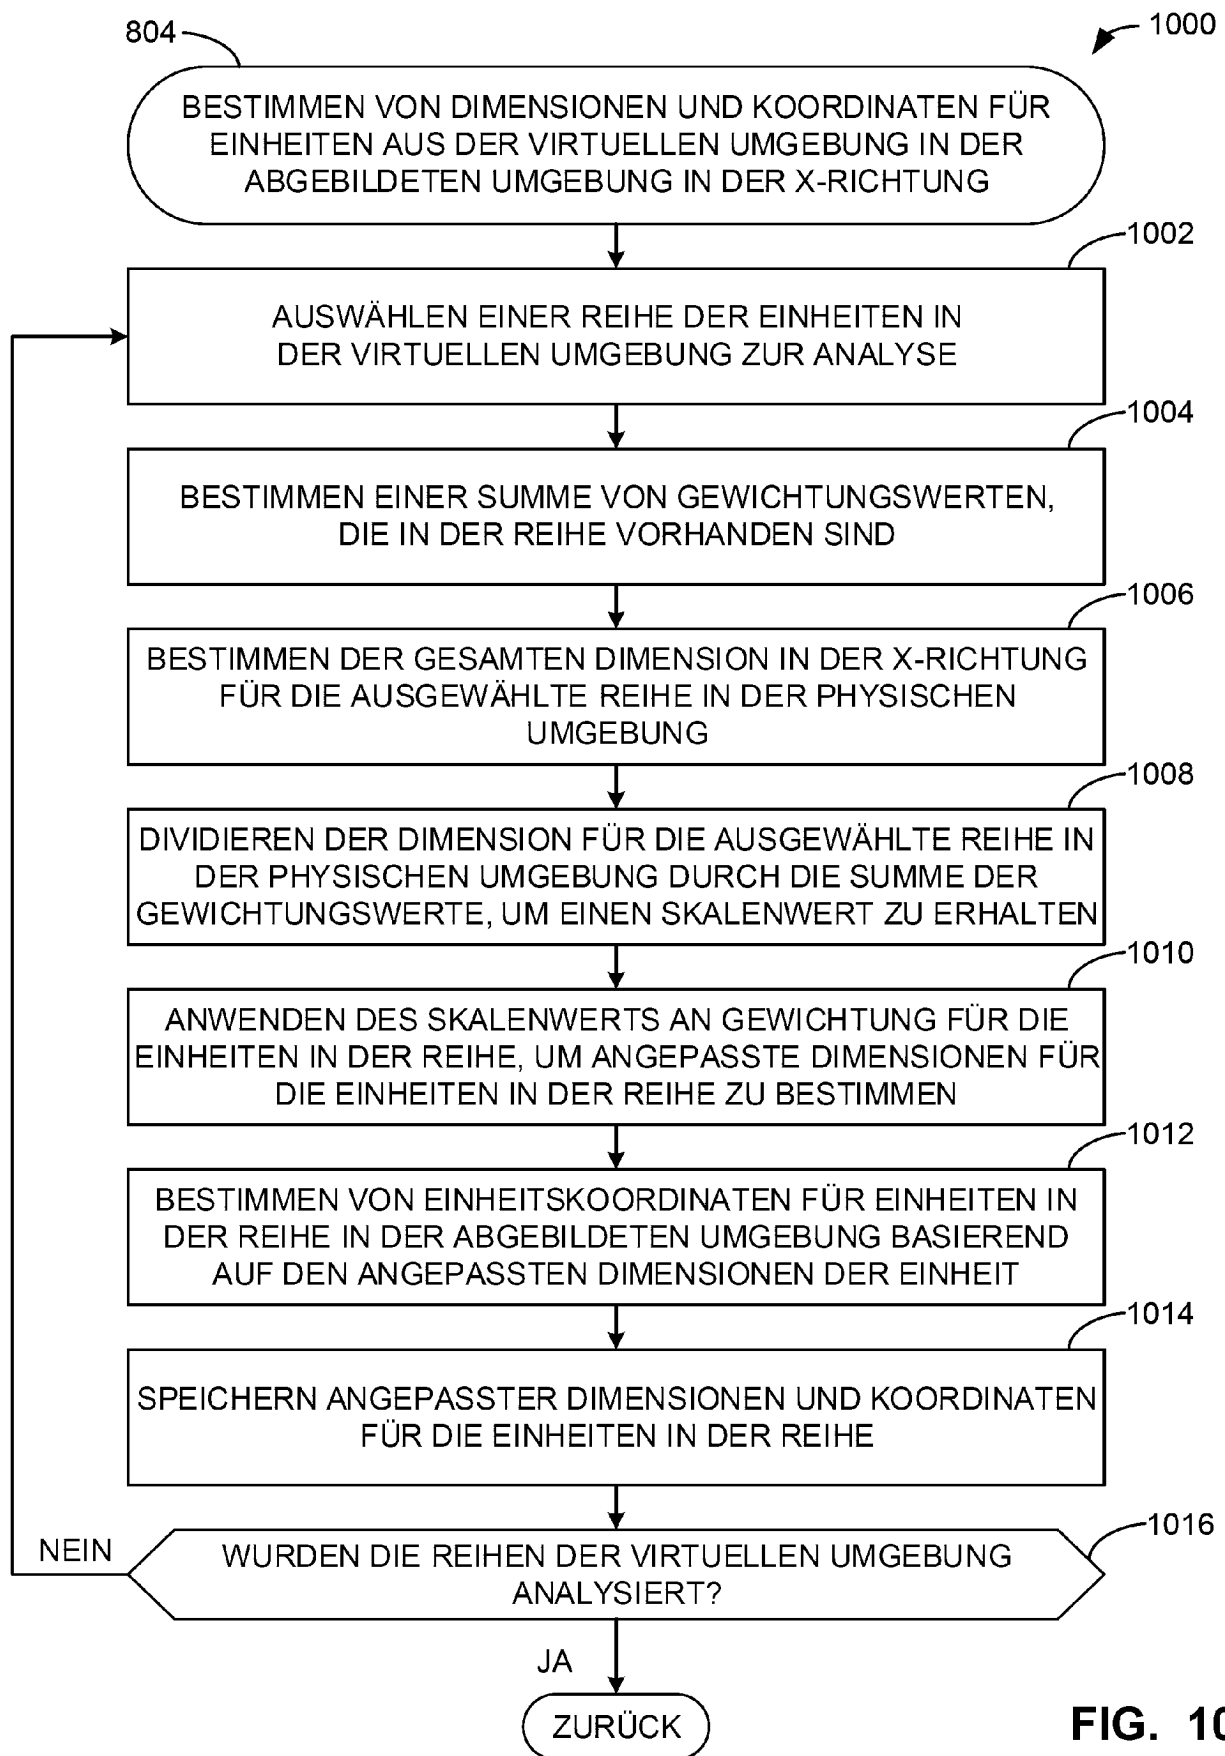 804
1000
BESTIMMEN VON DIMENSIONEN UND KOORDINATEN FÜR
EINHEITEN AUS DER VIRTUELLEN UMGEBUNG IN DER
ABGEBILDETEN UMGEBUNG IN DER X-RICHTUNG
1002
AUSWÄHLEN EINER REIHE DER EINHEITEN IN
DER VIRTUELLEN UMGEBUNG ZUR ANALYSE
1004
BESTIMMEN EINER SUMME VON GEWICHTUNGSWERTEN,
DIE IN DER REIHE VORHANDEN SIND
1006
BESTIMMEN DER GESAMTEN DIMENSION IN DER X-RICHTUNG
FÜR DIE AUSGEWÄHLTE REIHE IN DER PHYSISCHEN
UMGEBUNG
1008
DIVIDIEREN DER DIMENSION FÜR DIE AUSGEWÄHLTE REIHE IN
DER PHYSISCHEN UMGEBUNG DURCH DIE SUMME DER
GEWICHTUNGSWERTE, UM EINEN SKALENWERT ZU ERHALTEN
1010
ANWENDEN DES SKALENWERTS AN GEWICHTUNG FÜR DIE
EINHEITEN IN DER REIHE, UM ANGEPASSTE DIMENSIONEN FÜR
DIE EINHEITEN IN DER REIHE ZU BESTIMMEN
1012
BESTIMMEN VON EINHEITSKOORDINATEN FÜR EINHEITEN IN
DER REIHE IN DER ABGEBILDETEN UMGEBUNG BASIEREND
AUF DEN ANGEPASSTEN DIMENSIONEN DER EINHEIT
1014
SPEICHERN ANGEPASSTER DIMENSIONEN UND KOORDINATEN
FÜR DIE EINHEITEN IN DER REIHE
1016
NEIN
WURDEN DIE REIHEN DER VIRTUELLEN UMGEBUNG
ANALYSIERT?
JA
ZURÜCK
FIG. 10